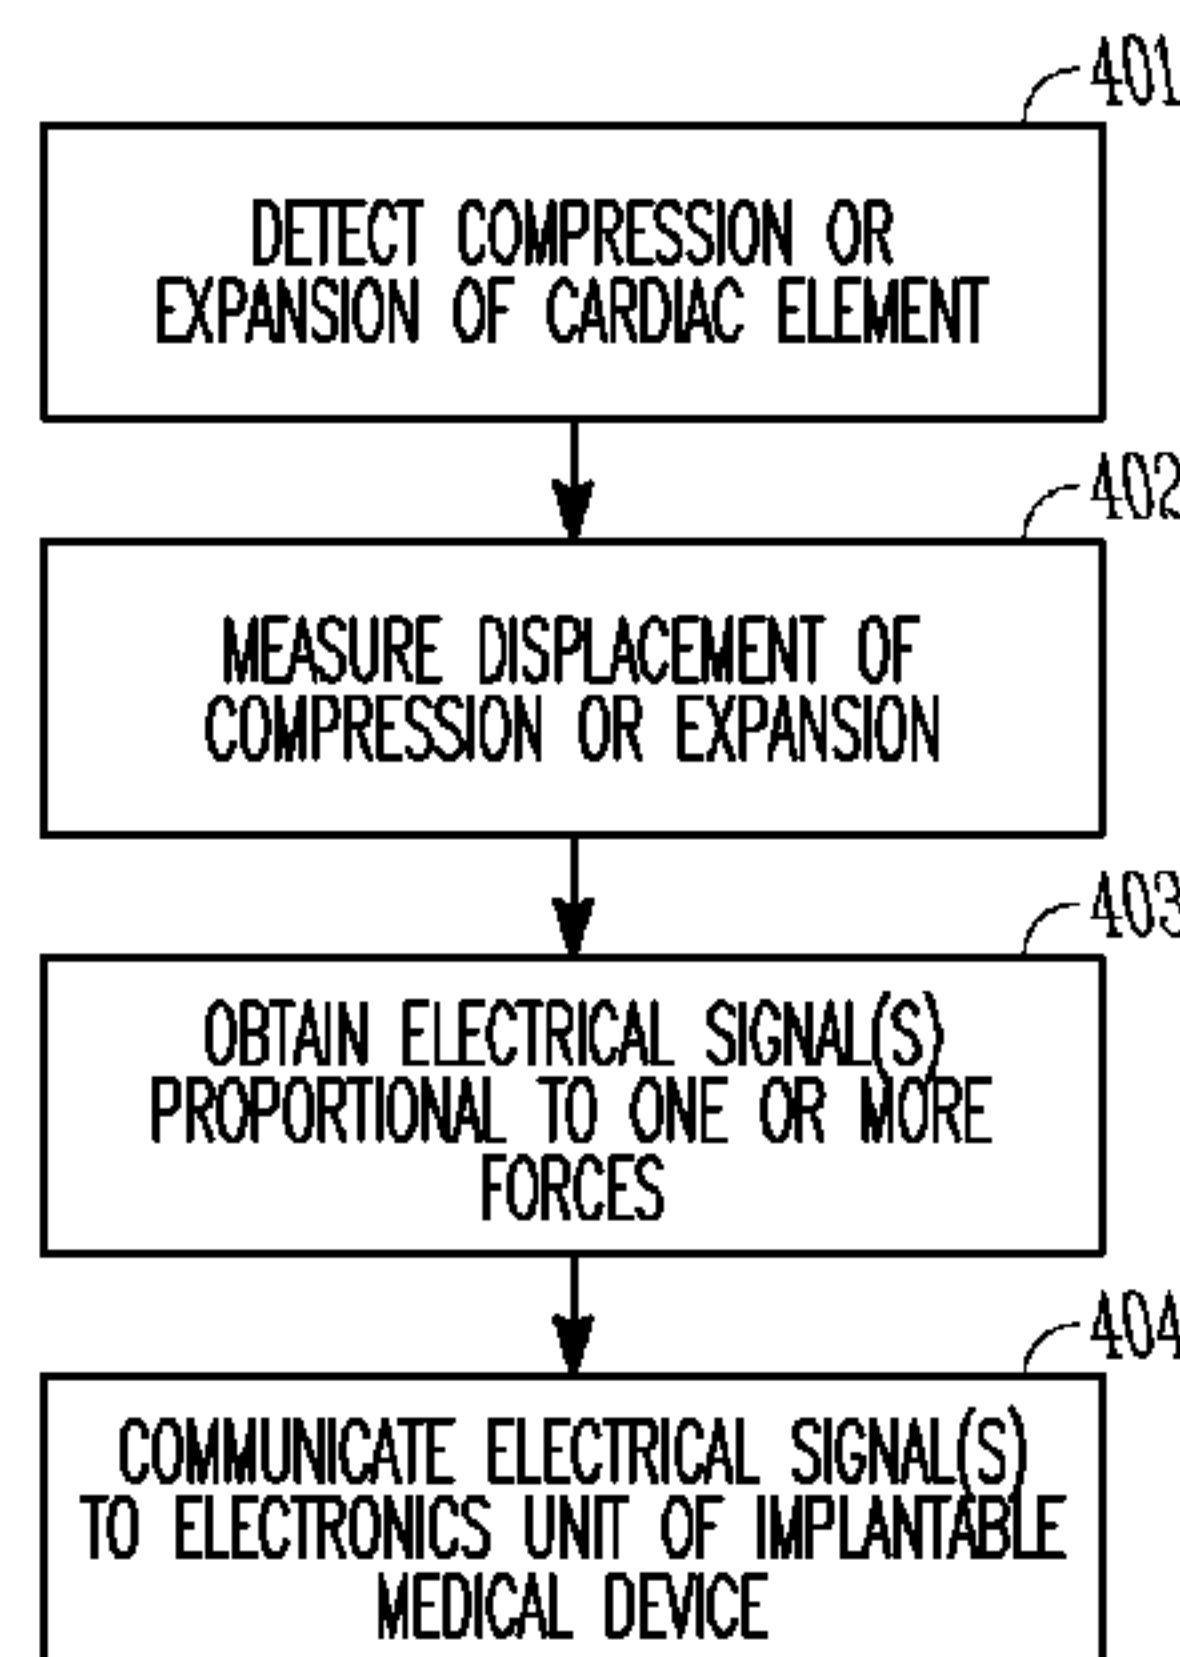 401
DETECT COMPRESSION OR
EXPANSION OF CARDIAC ELEMENT
402
MEASURE DISPLACEMENT OF
COMPRESSION OR EXPANSION
403
OBTAIN ELECTRICAL SIGNAL(S)
PROPORTIONAL TO ONE OR MORE
FORCES
404
COMMUNICATE ELECTRICAL SIGNAL(S)
TO ELECTRONICS UNIT OF IMPLANTABLE
MEDICAL DEVICE